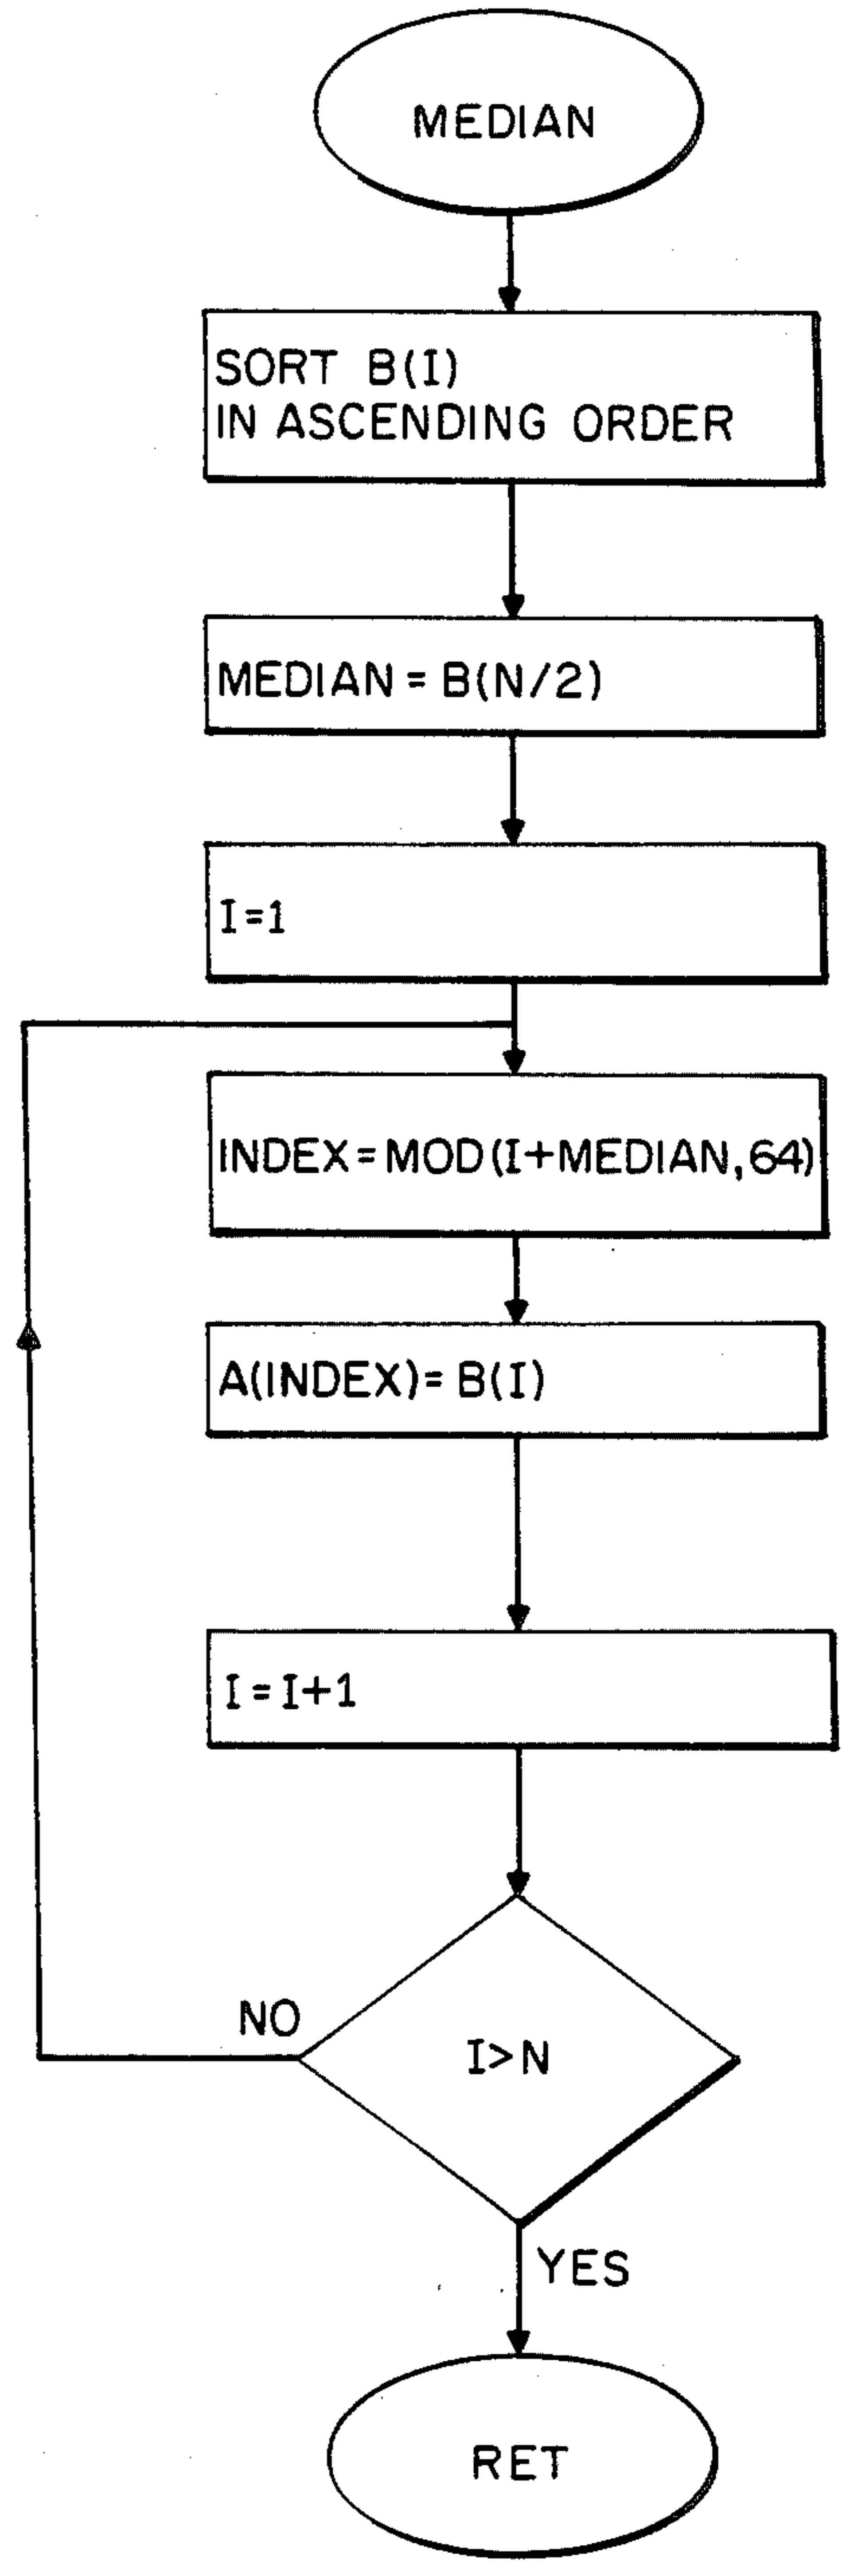 MEDIAN
SORT B(I)
IN ASCENDING ORDER
MEDIAN = B(N/2)
I=1
INDEX=MOD(I+MEDIAN,64)
A(INDEX)= B(I)
I=I+1
NO
I>N
YES
RET